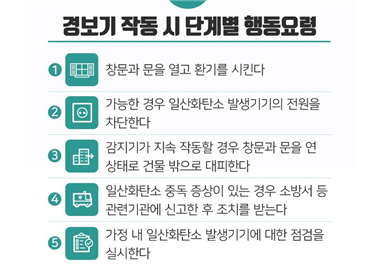 경보기 작동 시 단계별 행동요령
1 창문과 문을 열고 환기를 시킨다
2 가능한 경우 일산화탄소 발생기기의 전원을
차단한다
3 감지기가 지속 작동할 경우 창문과 문을 연
상태로 건물 밖으로 대피한다
4 일산화탄소 중독 증상이 있는 경우 소방서 등
관련기관에 신고한 후 조치를 받는다
5 가정 내 일산화탄소 발생기기에 대한 점검을
실시한다